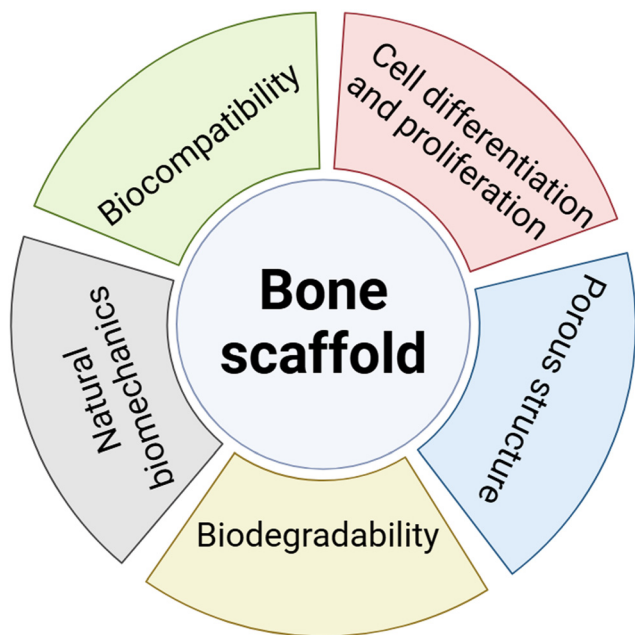 Bone
scaffold
Cell differentiation
and proliferation
Porous structure
Biodegradability
Natural
biomechanics
Biocompatibility